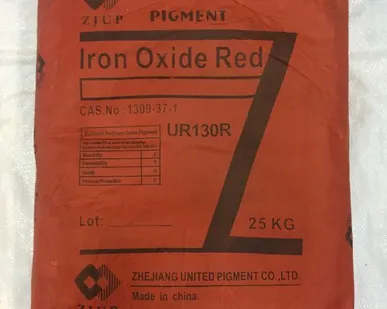 ZJUP PIGMENT
Iron Oxide Red
CAS.No 1309-37-1
UR130R
Lot:
25 KG
ZHEJIANG UNITED PIGMENT CO.,LTD.
Made in china.
ZJUP